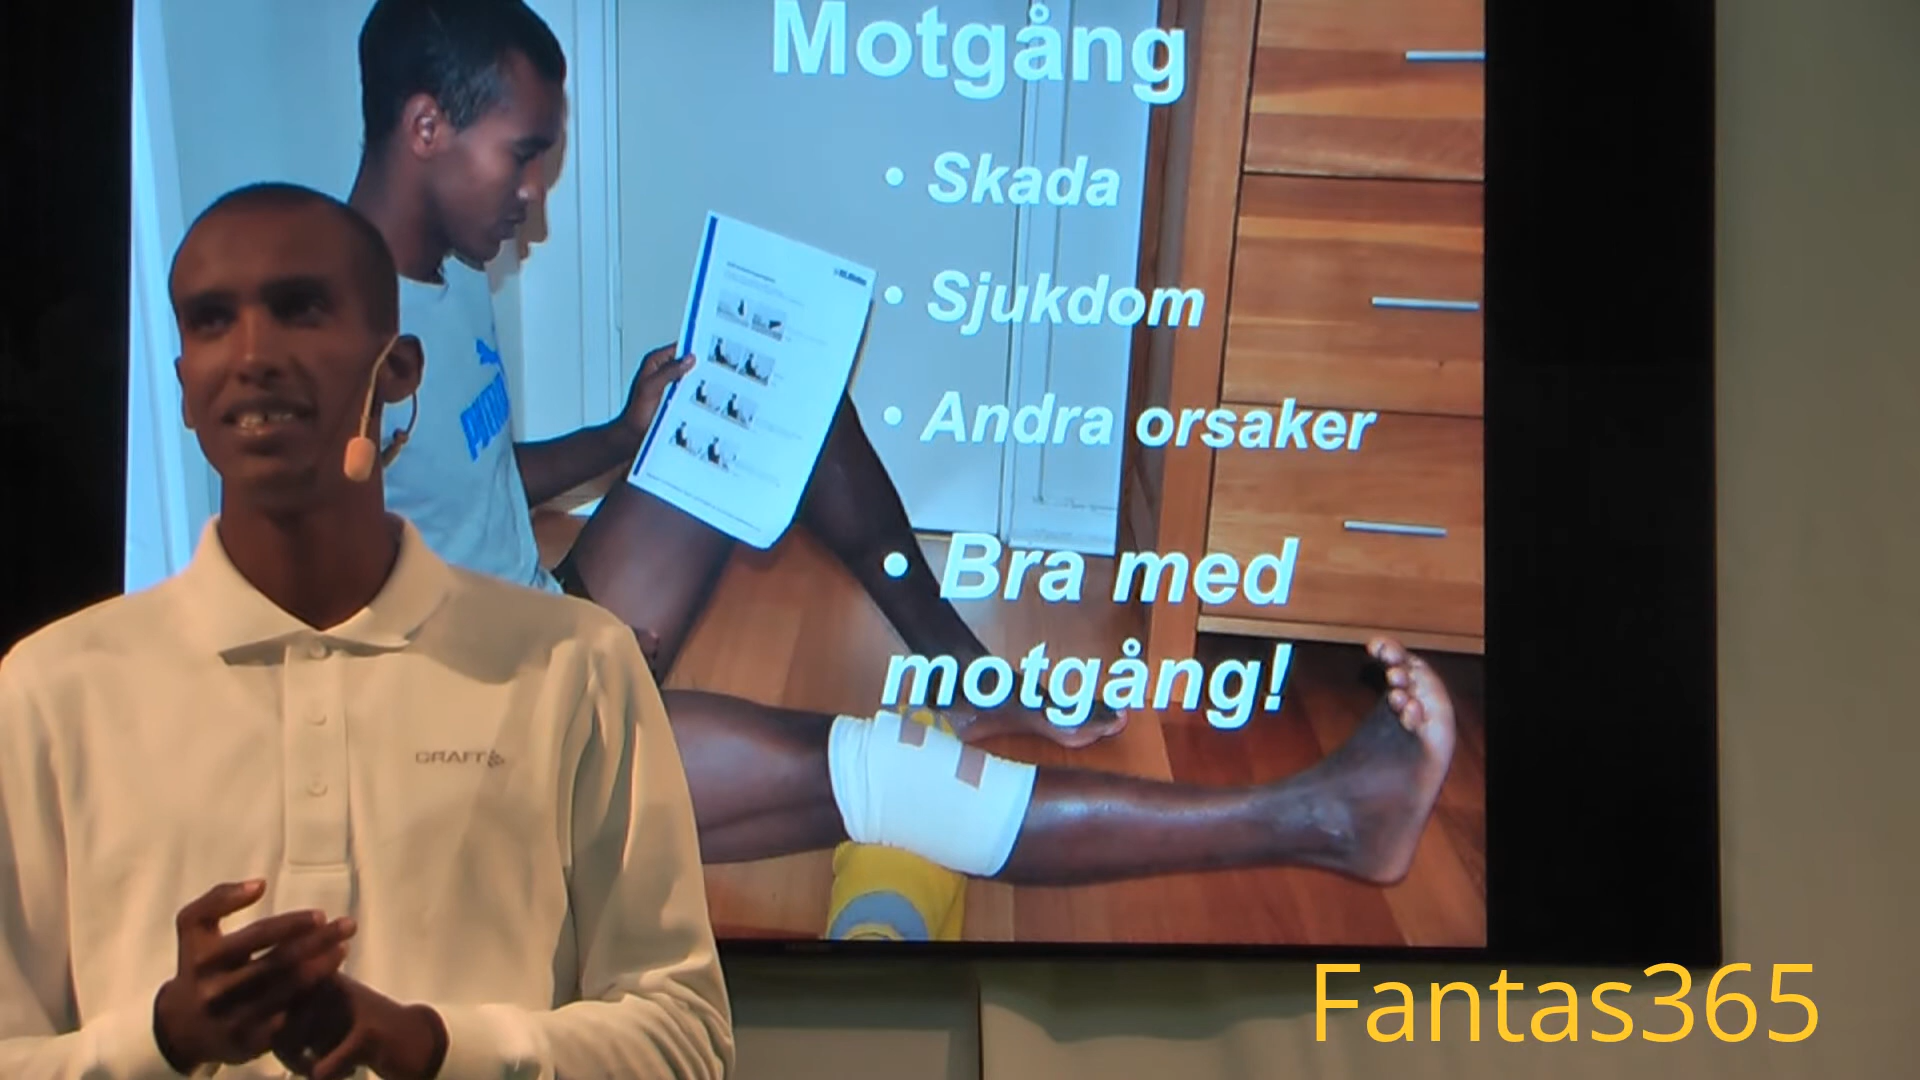 Motgång
• Skada
• Sjukdom
• Andra orsaker
• Bra med
motgång!
CRAFT
Fantas365